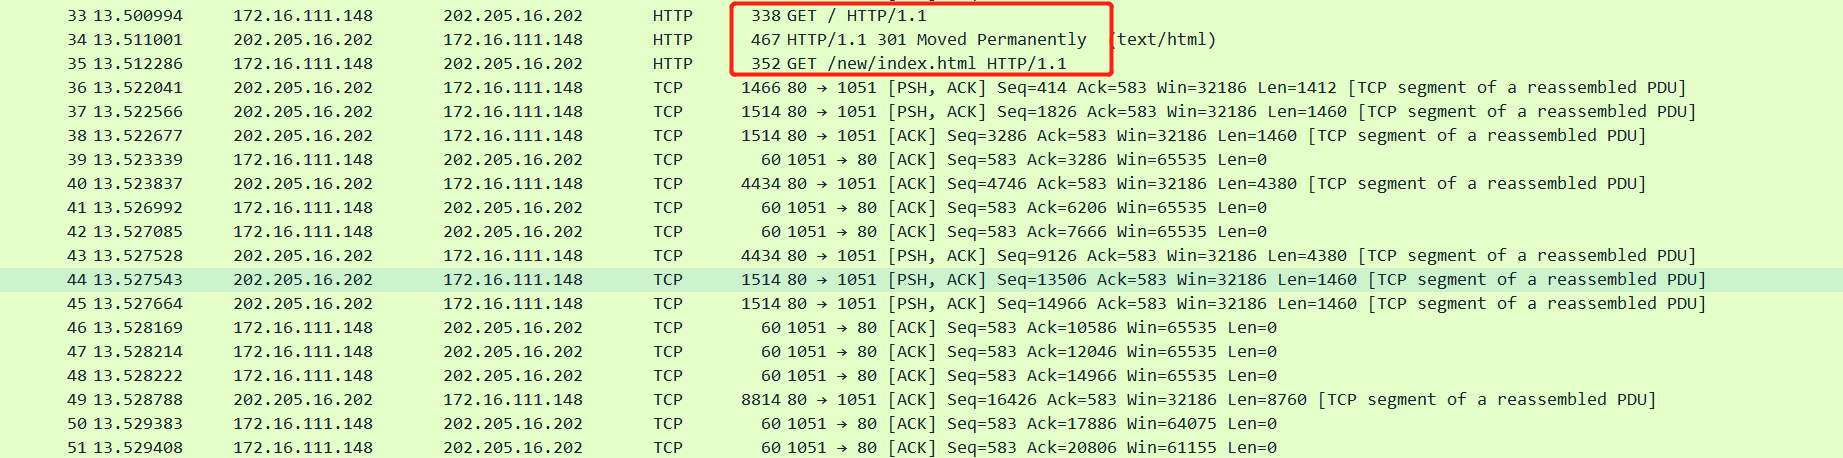 33 13.500994 172.16.111.148 202.205.16.202 HTTP 338 GET / HTTP/1.1
34 13.511001 202.205.16.202 172.16.111.148 HTTP 467 HTTP/1.1 301 Moved Permanently (text/html)
35 13.512286 172.16.111.148 202.205.16.202 HTTP 352 GET /new/index.html HTTP/1.1
36 13.522041 202.205.16.202 172.16.111.148 TCP 1466 80 → 1051 [PSH, ACK] Seq=414 Ack=583 Win=32186 Len=1412 [TCP segment of a reassembled PDU]
37 13.522566 202.205.16.202 172.16.111.148 TCP 1514 80 → 1051 [PSH, ACK] Seq=1826 Ack=583 Win=32186 Len=1460 [TCP segment of a reassembled PDU]
38 13.522677 202.205.16.202 172.16.111.148 TCP 1514 80 → 1051 [ACK] Seq=3286 Ack=583 Win=32186 Len=1460 [TCP segment of a reassembled PDU]
39 13.523339 172.16.111.148 202.205.16.202 TCP 60 1051 → 80 [ACK] Seq=583 Ack=3286 Win=65535 Len=0
40 13.523837 202.205.16.202 172.16.111.148 TCP 4434 80 → 1051 [ACK] Seq=4746 Ack=583 Win=32186 Len=4380 [TCP segment of a reassembled PDU]
41 13.526992 172.16.111.148 202.205.16.202 TCP 60 1051 → 80 [ACK] Seq=583 Ack=6206 Win=65535 Len=0
42 13.527085 172.16.111.148 202.205.16.202 TCP 60 1051 → 80 [ACK] Seq=583 Ack=7666 Win=65535 Len=0
43 13.527528 202.205.16.202 172.16.111.148 TCP 4434 80 → 1051 [PSH, ACK] Seq=9126 Ack=583 Win=32186 Len=4380 [TCP segment of a reassembled PDU]
44 13.527543 202.205.16.202 172.16.111.148 TCP 1514 80 → 1051 [PSH, ACK] Seq=13506 Ack=583 Win=32186 Len=1460 [TCP segment of a reassembled PDU]
45 13.527664 202.205.16.202 172.16.111.148 TCP 1514 80 → 1051 [PSH, ACK] Seq=14966 Ack=583 Win=32186 Len=1460 [TCP segment of a reassembled PDU]
46 13.528169 172.16.111.148 202.205.16.202 TCP 60 1051 → 80 [ACK] Seq=583 Ack=10586 Win=65535 Len=0
47 13.528214 172.16.111.148 202.205.16.202 TCP 60 1051 → 80 [ACK] Seq=583 Ack=12046 Win=65535 Len=0
48 13.528222 172.16.111.148 202.205.16.202 TCP 60 1051 → 80 [ACK] Seq=583 Ack=14966 Win=65535 Len=0
49 13.528788 202.205.16.202 172.16.111.148 TCP 8814 80 → 1051 [ACK] Seq=16426 Ack=583 Win=32186 Len=8760 [TCP segment of a reassembled PDU]
50 13.529383 172.16.111.148 202.205.16.202 TCP 60 1051 → 80 [ACK] Seq=583 Ack=17886 Win=64075 Len=0
51 13.529408 172.16.111.148 202.205.16.202 TCP 60 1051 → 80 [ACK] Seq=583 Ack=20806 Win=61155 Len=0